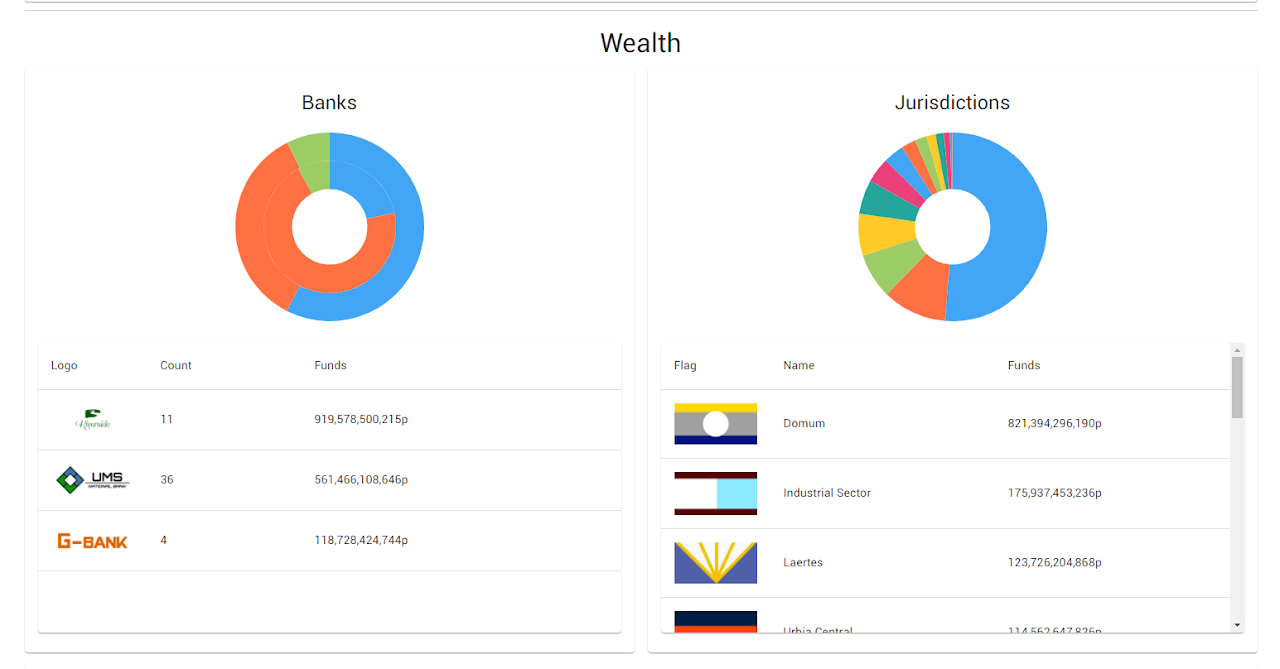 Wealth
Banks
Logo Count Funds
Riverside 11 919,578,500,215p
UMS NATIONAL BANK 36 561,466,108,646p
G-BANK 4 118,728,424,744p
Jurisdictions
Flag Name Funds
Domum 821,394,296,190p
Industrial Sector 175,937,453,236p
Laertes 123,726,204,868p
Urbia Central 114,562,647,826p